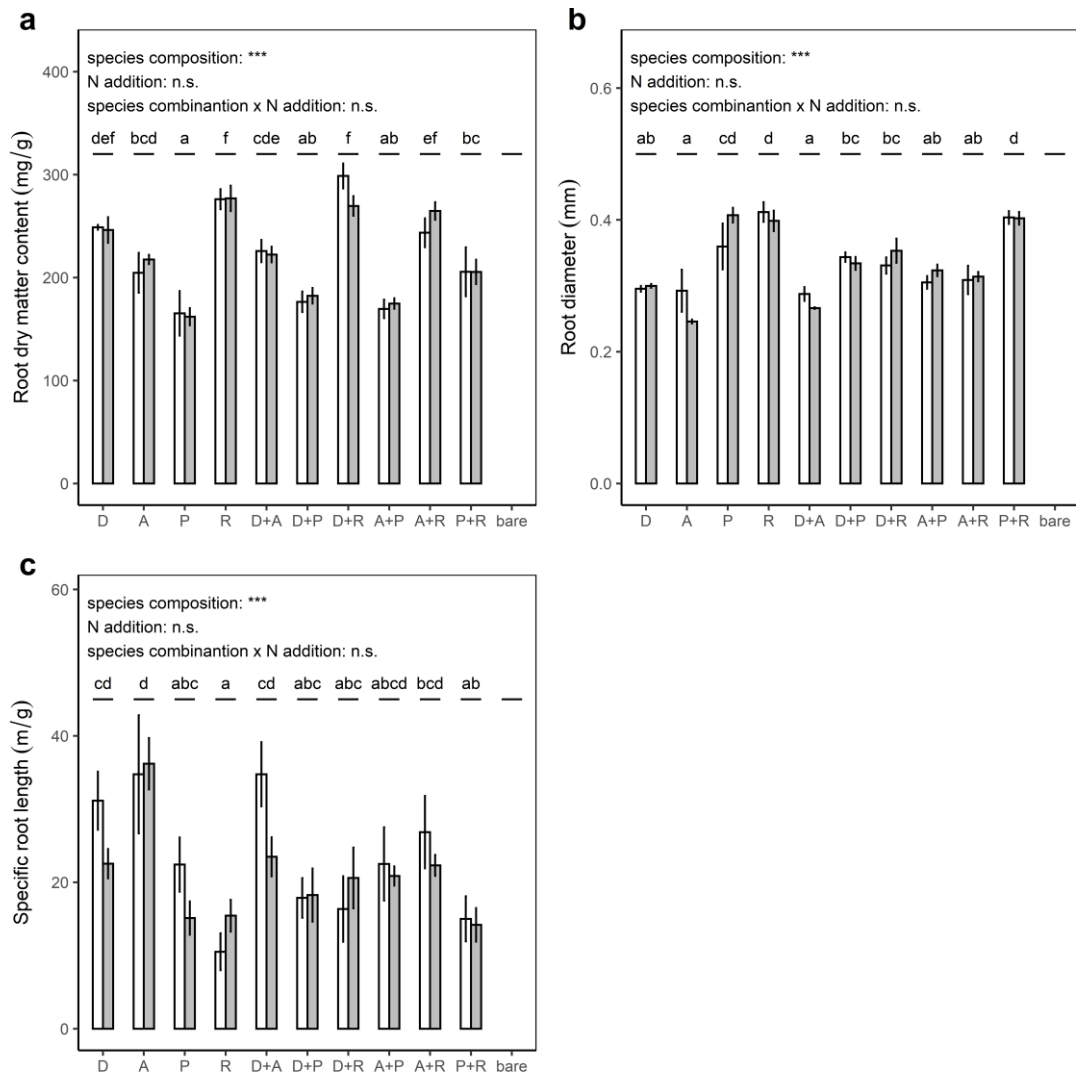 a
species composition: ***
N addition: n.s.
species combinantion x N addition: n.s.
def bcd a f cde ab f ab ef bc
400
300
200
100
0
Root dry matter content (mg/g)
D A P R D+A D+P D+R A+P A+R P+R bare
b
species composition: ***
N addition: n.s.
species combinantion x N addition: n.s.
ab a cd d a bc bc ab ab d
0.6
0.4
0.2
0.0
Root diameter (mm)
D A P R D+A D+P D+R A+P A+R P+R bare
c
species composition: ***
N addition: n.s.
species combinantion x N addition: n.s.
cd d abc a cd abc abc abcd bcd ab
60
40
20
0
Specific root length (m/g)
D A P R D+A D+P D+R A+P A+R P+R bare